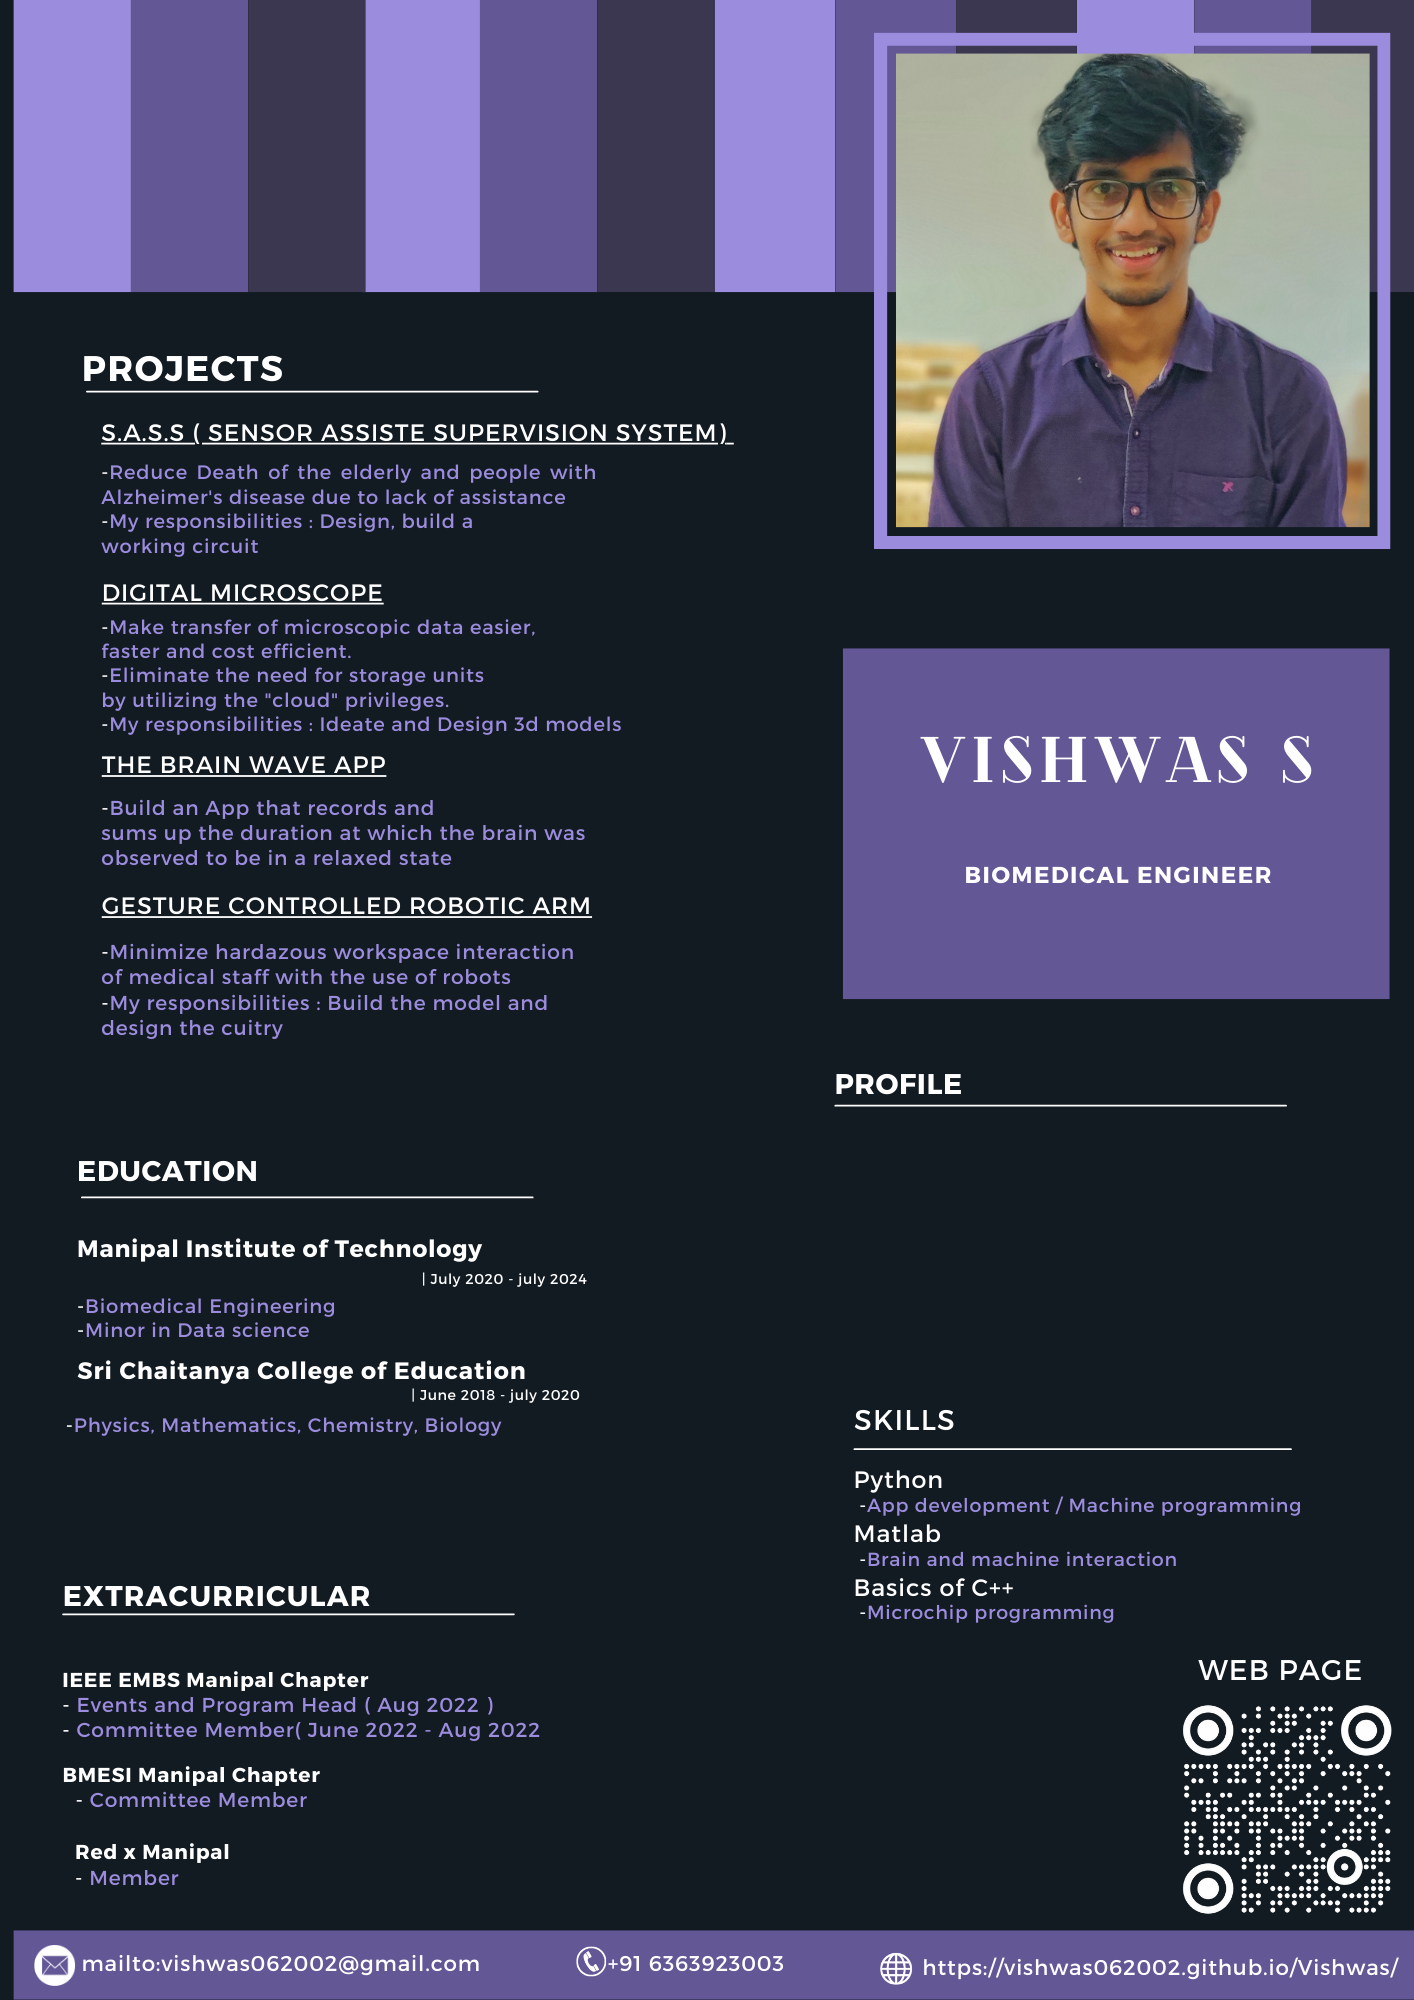 PROJECTS
S.A.S.S ( SENSOR ASSISTE SUPERVISION SYSTEM)
-Reduce Death of the elderly and people with
Alzheimer's disease due to lack of assistance
-My responsibilities : Design, build a
working circuit
DIGITAL MICROSCOPE
-Make transfer of microscopic data easier,
faster and cost efficient.
-Eliminate the need for storage units
by utilizing the "cloud" privileges.
-My responsibilities : Ideate and Design 3d models
THE BRAIN WAVE APP
-Build an App that records and
sums up the duration at which the brain was
observed to be in a relaxed state
GESTURE CONTROLLED ROBOTIC ARM
-Minimize hardazous workspace interaction
of medical staff with the use of robots
-My responsibilities : Build the model and
design the cuitry
EDUCATION
Manipal Institute of Technology
| July 2020 - july 2024
-Biomedical Engineering
-Minor in Data science
Sri Chaitanya College of Education
| June 2018 - july 2020
-Physics, Mathematics, Chemistry, Biology
EXTRACURRICULAR
IEEE EMBS Manipal Chapter
- Events and Program Head ( Aug 2022 )
- Committee Member( June 2022 - Aug 2022
BMESI Manipal Chapter
- Committee Member
Red x Manipal
- Member
VISHWAS S
BIOMEDICAL ENGINEER
PROFILE
SKILLS
Python
-App development / Machine programming
Matlab
-Brain and machine interaction
Basics of C++
-Microchip programming
WEB PAGE
mailto:vishwas062002@gmail.com
+91 6363923003
https://vishwas062002.github.io/Vishwas/